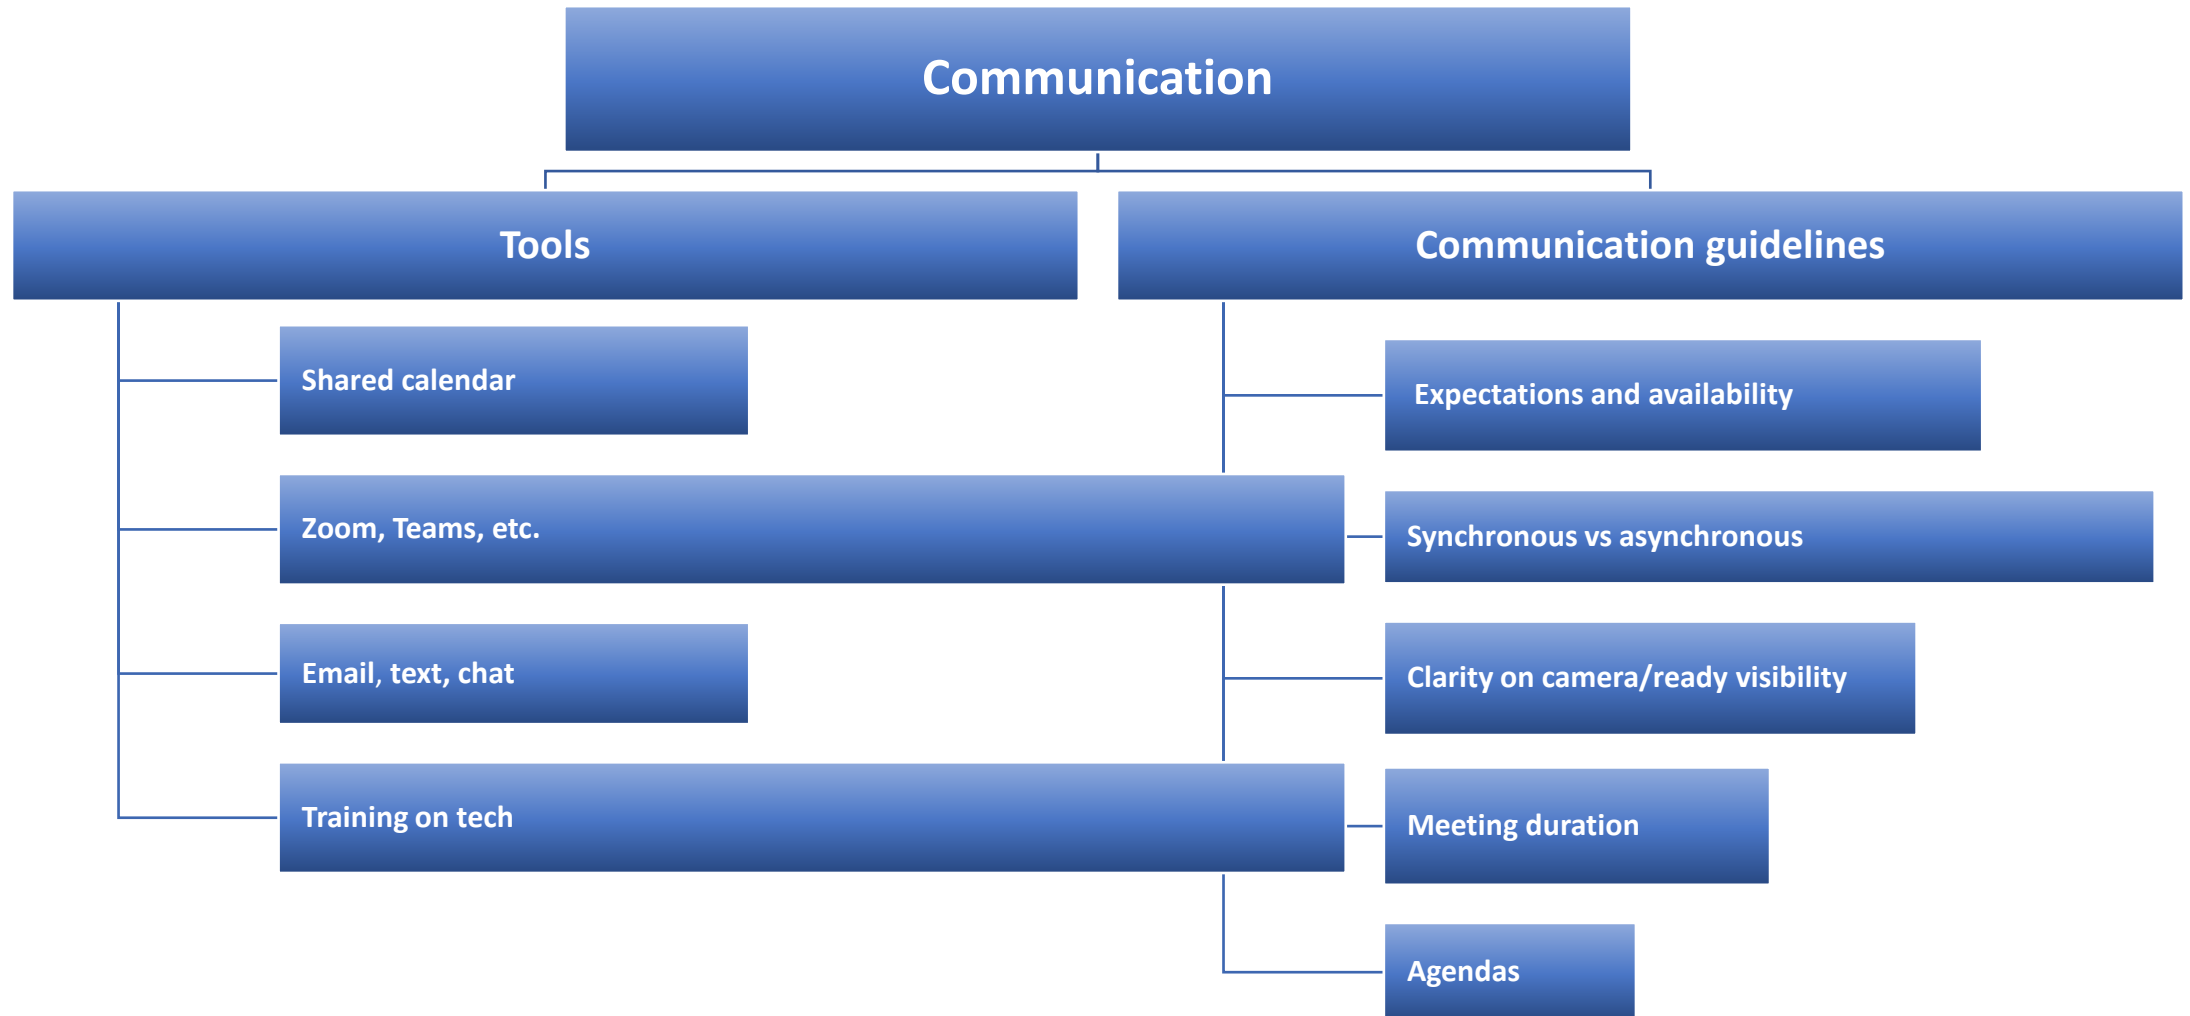 Communication
Tools
Shared calendar
Zoom, Teams, etc.
Email, text, chat
Training on tech
Communication guidelines
Expectations and availability
Synchronous vs asynchronous
Clarity on camera/ready visibility
Meeting duration
Agendas